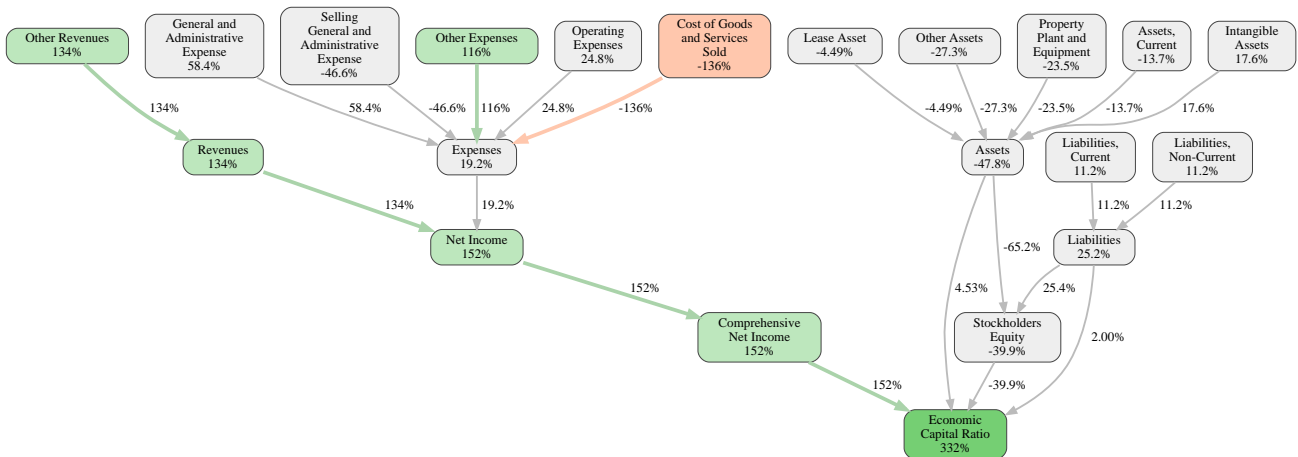 Other Revenues
134%
General and
Administrative
Expense
58.4%
Selling
General and
Administrative
Expense
-46.6%
Other Expenses
116%
Operating
Expenses
24.8%
Cost of Goods
and Services
Sold
-136%
Lease Asset
-4.49%
Other Assets
-27.3%
Property
Plant and
Equipment
-23.5%
Assets,
Current
-13.7%
Intangible
Assets
17.6%
134%
58.4%
-46.6%
116%
24.8%
-136%
-4.49%
-27.3%
-23.5%
-13.7%
17.6%
Revenues
134%
Expenses
19.2%
Assets
-47.8%
Liabilities,
Current
11.2%
Liabilities,
Non-Current
11.2%
134%
19.2%
11.2%
11.2%
Net Income
152%
-65.2%
Liabilities
25.2%
152%
4.53%
25.4%
Comprehensive
Net Income
152%
Stockholders
Equity
-39.9%
2.00%
152%
-39.9%
Economic
Capital Ratio
332%